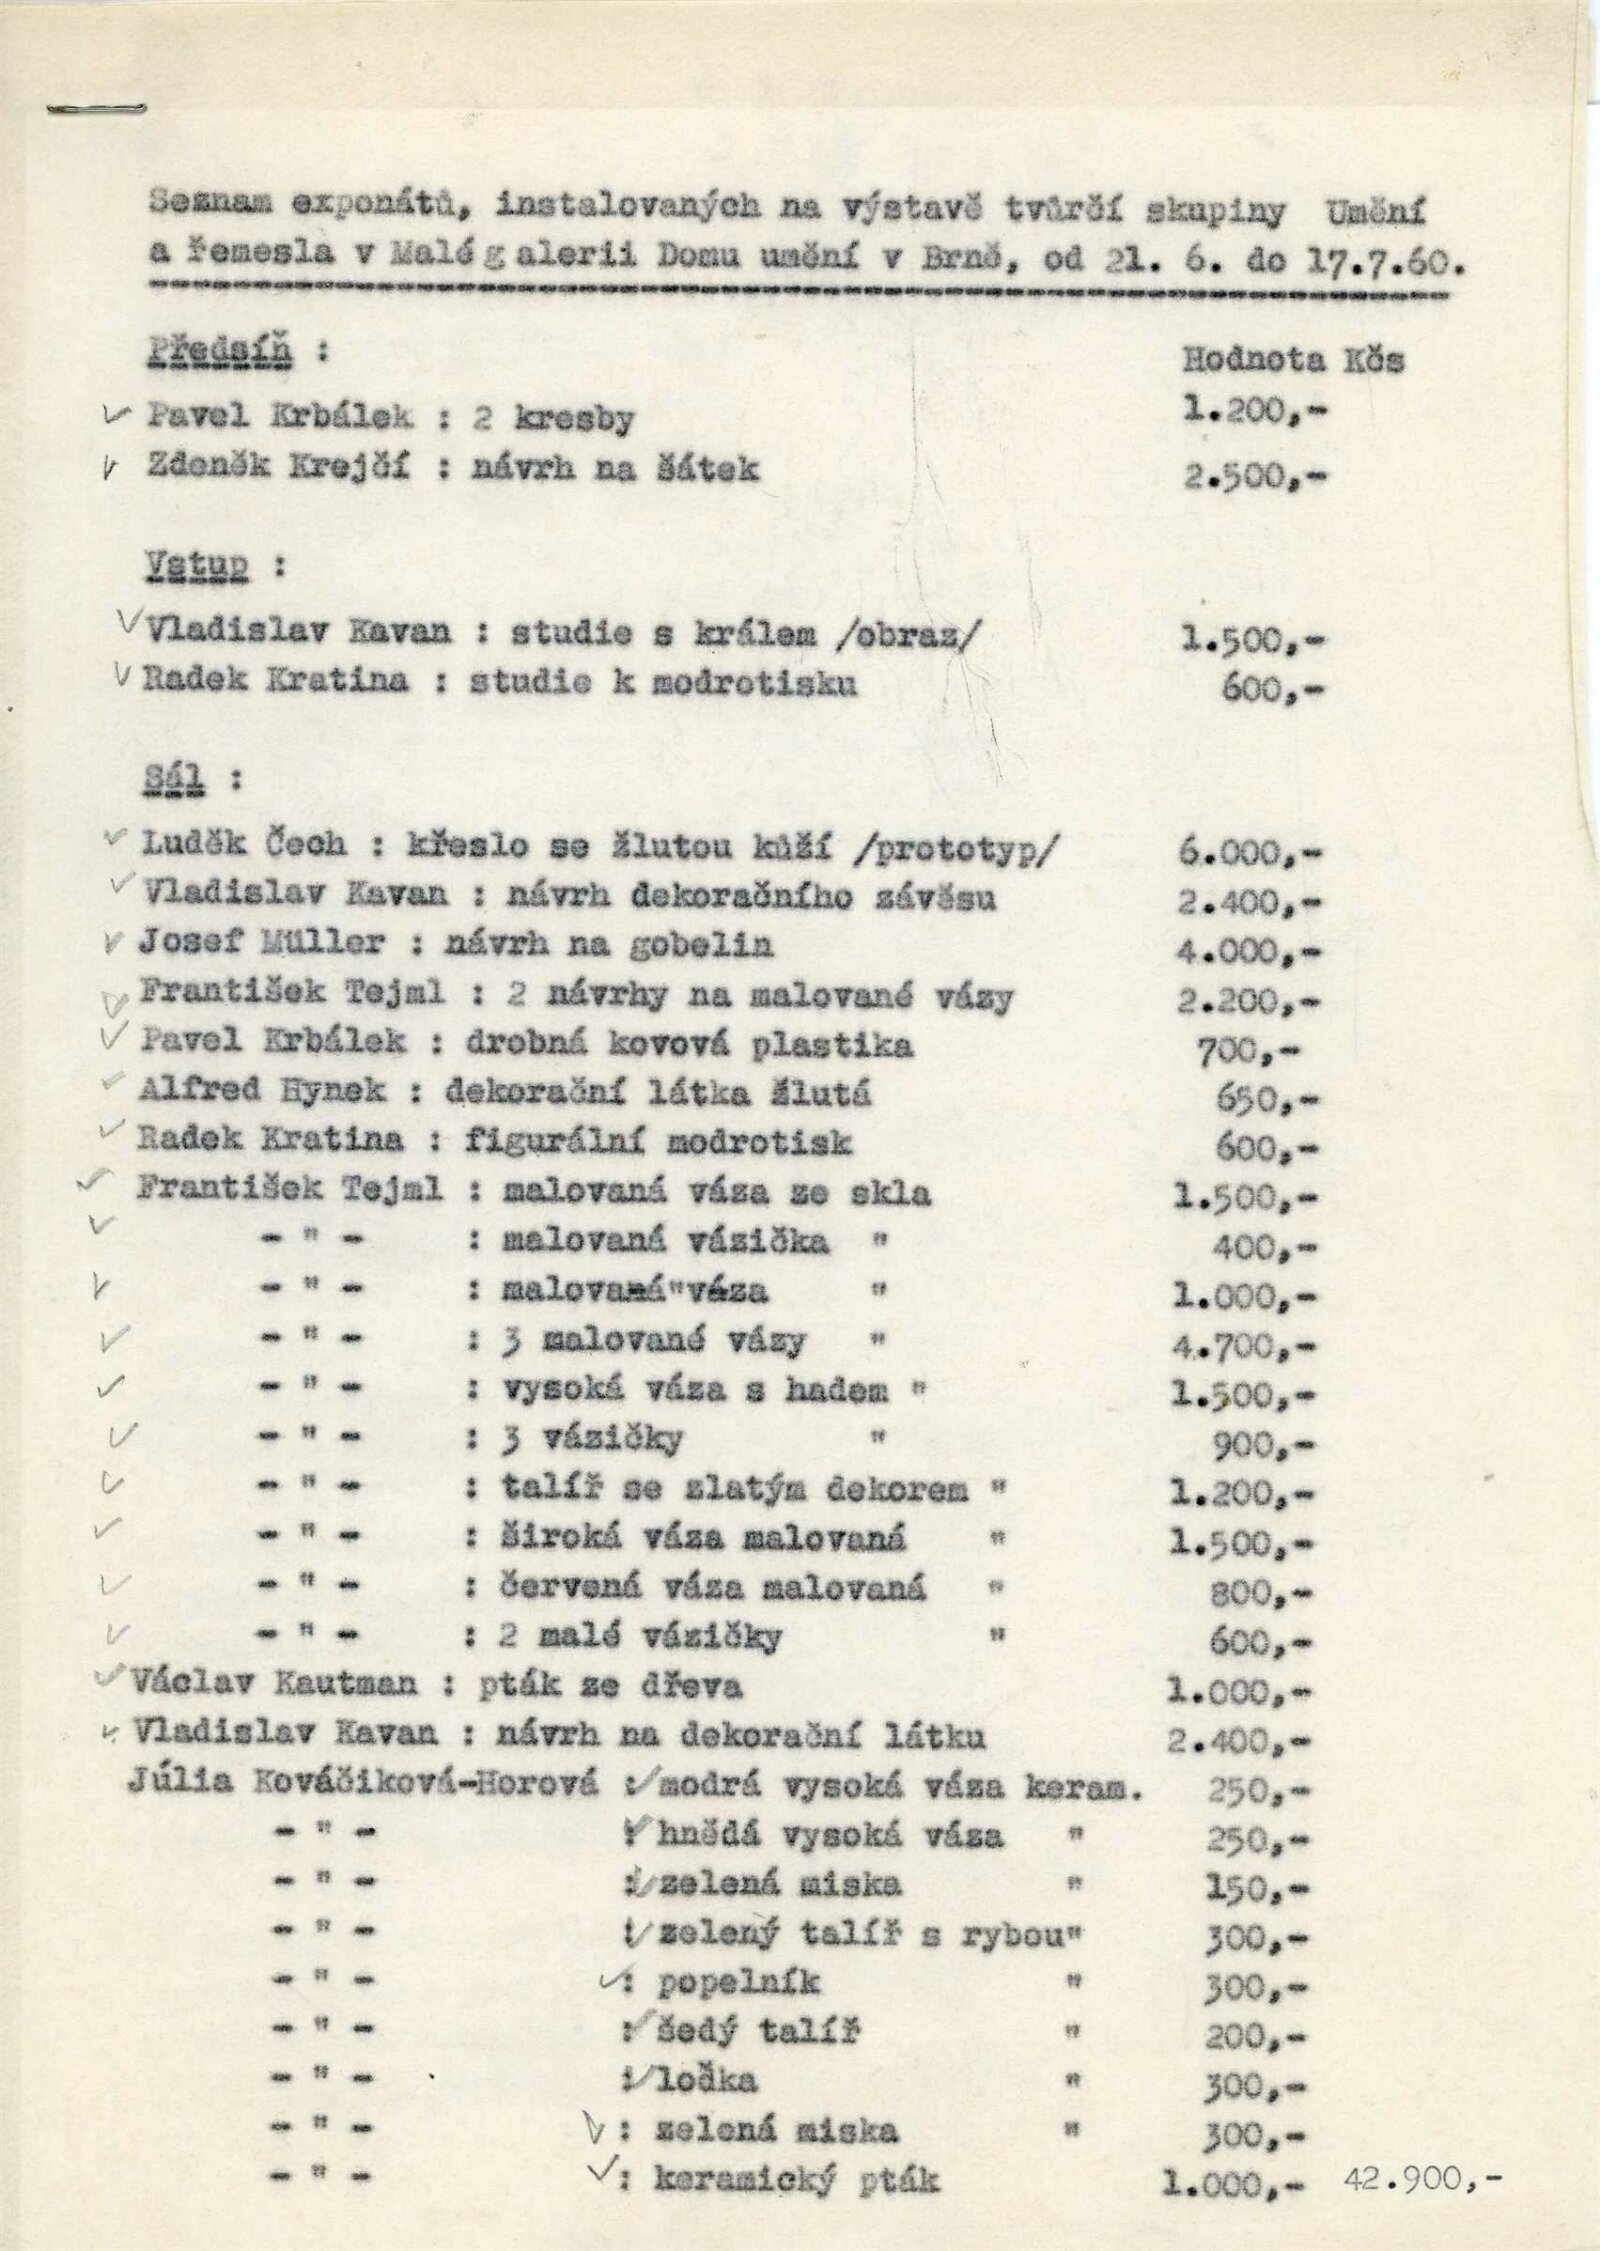 Seznam exponátů, instalovaných na výstavě tvůrčí skupiny Umění
a řemesla v Malé galerii Domu umění v Brně, od 21. 6. do 17.7.60.
Předsíň : Hodnota Kčs
Pavel Krbálek : 2 kresby 1.200,-
Zdeněk Krejčí : návrh na šátek 2.500,-
Vstup :
Vladislav Kavan : studie s králem /obraz/ 1.500,-
Radek Kratina : studie k modrotisku 600,-
Sál :
Luděk Čech : křeslo se žlutou kůží /prototyp/ 6.000,-
Vladislav Kavan : návrh dekoračního závěsu 2.400,-
Josef Müller : návrh na gobelin 4.000,-
František Tejml : 2 návrhy na malované vázy 2.200,-
Pavel Krbálek : drobná kovová plastika 700,-
Alfred Hynek : dekorační látka žlutá 650,-
Radek Kratina : figurální modrotisk 600,-
František Tejml : malovaná váza ze skla 1.500,-
- " - : malovaná vázička " 400,-
- " - : malovaná"váza " 1.000,-
- " - : 3 malované vázy " 4.700,-
- " - : vysoká váza s hadem " 1.500,-
- " - : 3 vázičky " 900,-
- " - : talíř se zlatým dekorem " 1.200,-
- " - : široká váza malovaná " 1.500,-
- " - : červená váza malovaná " 800,-
- " - : 2 malé vázičky " 600,-
Václav Kautman : pták ze dřeva 1.000,-
Vladislav Kavan : návrh na dekorační látku 2.400,-
Júlia Kováčiková-Horová : modrá vysoká váza keram. 250,-
- " - : hnědá vysoká váza " 250,-
- " - : zelená miska " 150,-
- " - : zelený talíř s rybou" 300,-
- " - : popelník " 300,-
- " - : šedý talíř " 200,-
- " - : loďka " 300,-
- " - : zelená miska " 300,-
- " - : keramický pták 1.000,- 42.900,-